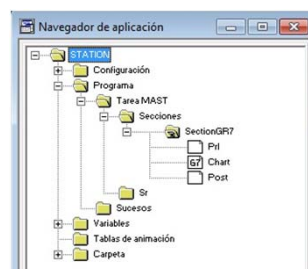 Navegador de aplicación
STATION
Configuración
Programa
Tarea MAST
Secciones
SectionGR7
Prl
G7 Chart
Post
Sr
Sucesos
Variables
Tablas de animación
Carpeta